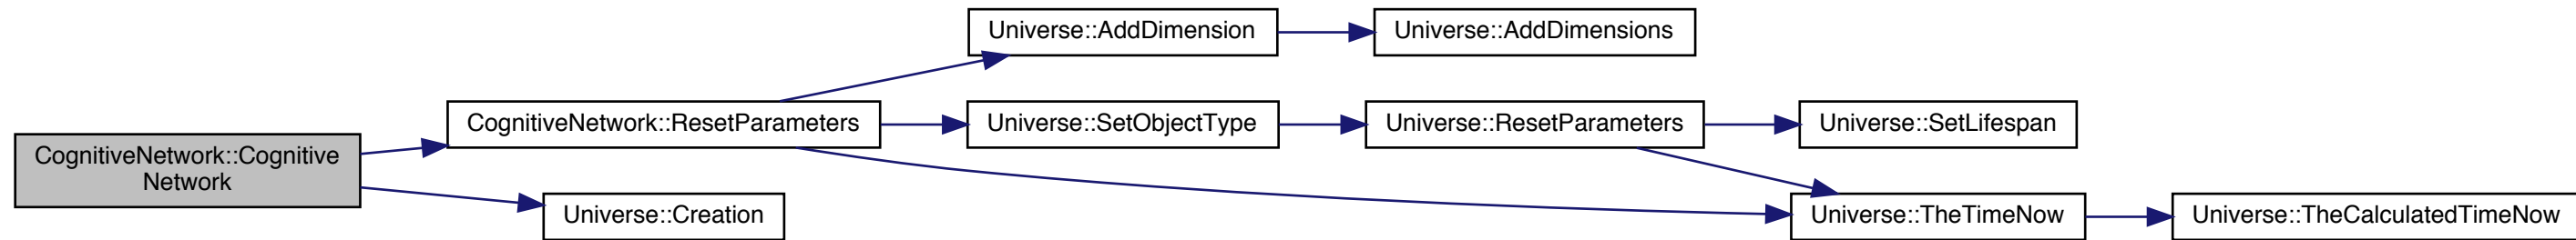 CognitiveNetwork::Cognitive
Network
CognitiveNetwork::ResetParameters
Universe::Creation
Universe::AddDimension
Universe::SetObjectType
Universe::AddDimensions
Universe::ResetParameters
Universe::SetLifespan
Universe::TheTimeNow
Universe::TheCalculatedTimeNow